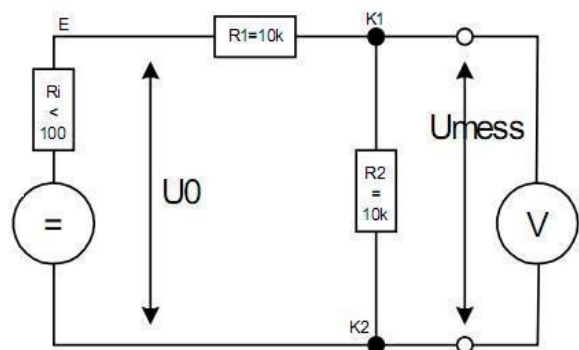 E
R1=10k
K1
Ri
<
100
U0
Umess
R2
=
10k
=
V
K2